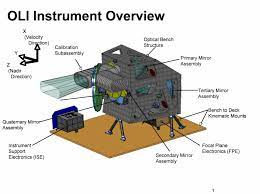 OLI Instrument Overview
X
(Velocity
Direction)
Y
Z
(Nadir
Direction)
Calibration
Subassembly
Optical Bench
Structure
Primary Mirror
Assembly
Tertiary Mirror
Assembly
Bench to Deck
Kinematic Mounts
Quaternary Mirror
Assembly
Instrument
Support
Electronics (ISE)
Focal Plane
Electronics (FPE)
Secondary Mirror
Assembly
1